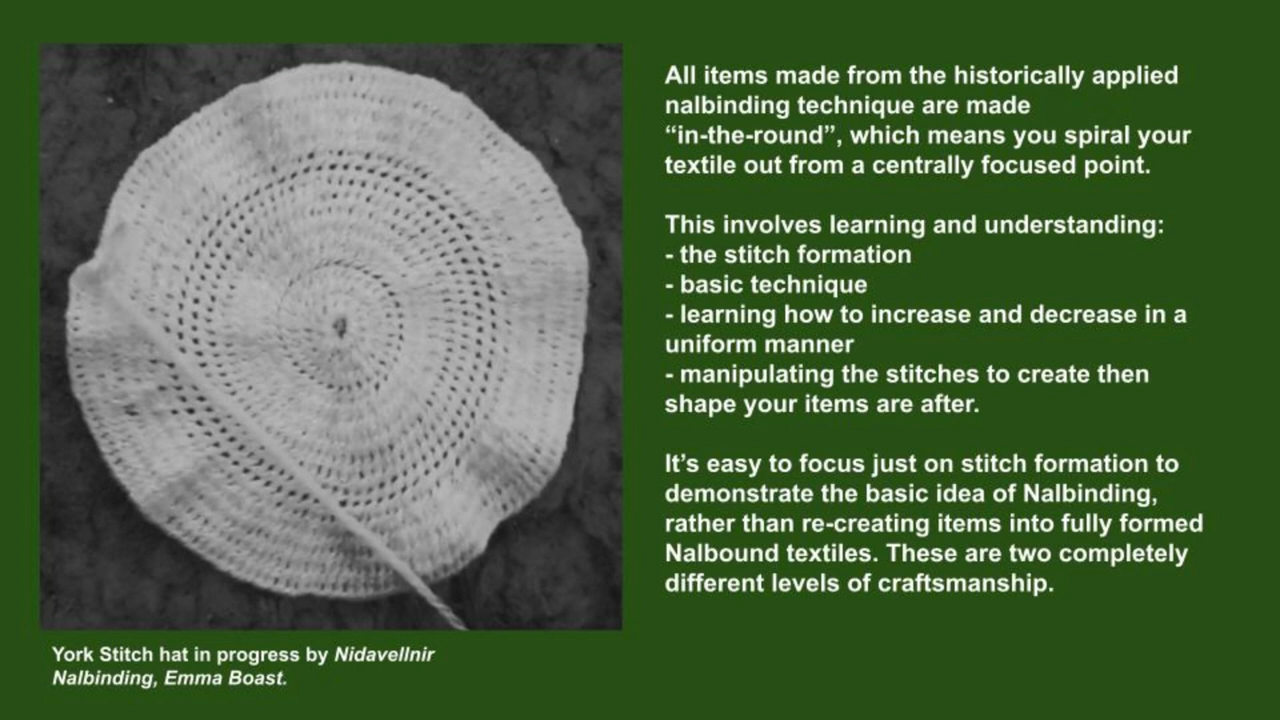 All items made from the historically applied
nalbinding technique are made
“in-the-round”, which means you spiral your
textile out from a centrally focused point.
This involves learning and understanding:
- the stitch formation
- basic technique
- learning how to increase and decrease in a
uniform manner
- manipulating the stitches to create then
shape your items are after.
It’s easy to focus just on stitch formation to
demonstrate the basic idea of Nalbinding,
rather than re-creating items into fully formed
Nalbound textiles. These are two completely
different levels of craftsmanship.
York Stitch hat in progress by Nidavellnir
Nalbinding, Emma Boast.